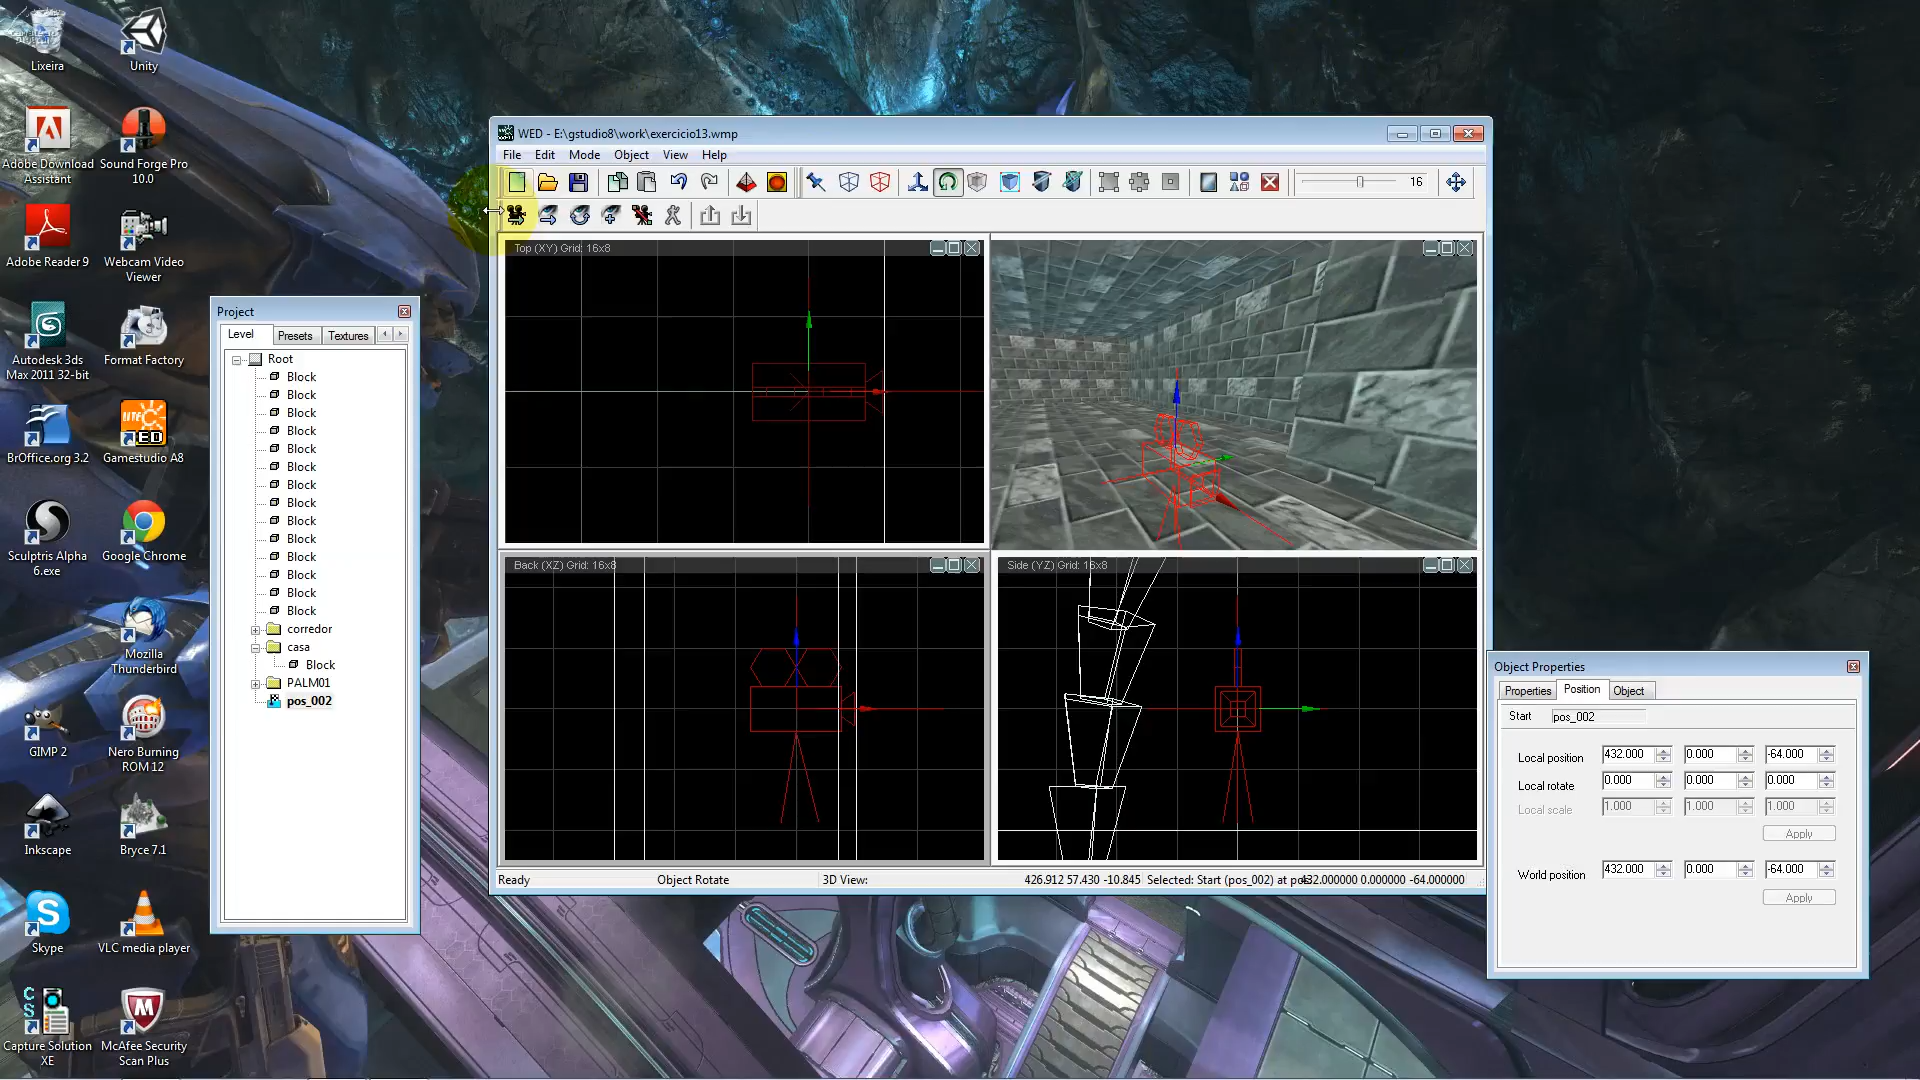 Lixeira
Unity
Adobe Download
Assistant
Sound Forge Pro
10.0
Adobe Reader 9
Webcam Video
Viewer
Autodesk 3ds
Max 2011 32-bit
Format Factory
BrOffice.org 3.2
Gamestudio A8
Sculptris Alpha
6.exe
Google Chrome
Mozilla
Thunderbird
GIMP 2
Nero Burning
ROM 12
Inkscape
Bryce 7.1
Skype
VLC media player
Capture Solution
XE
McAfee Security
Scan Plus
Project
Level
Presets
Textures
Root
Block
Block
Block
Block
Block
Block
Block
Block
Block
Block
Block
Block
Block
Block
corredor
casa
Block
PALM01
pos_002
WED - E:\gstudio8\work\exercicio13.wmp
File Edit Mode Object View Help
16
Top (XY) Grid: 16x8
Back (XZ) Grid: 16x8
Side (YZ) Grid: 16x8
Ready
Object Rotate
3D View:
426.912 57.430 -10.845
Selected: Start (pos_002) at pos
432.000000 0.000000 -64.000000
Object Properties
Properties Position Object
Start pos_002
Local position 432.000 0.000 -64.000
Local rotate 0.000 0.000 0.000
Local scale 1.000 1.000 1.000
Apply
World position 432.000 0.000 -64.000
Apply